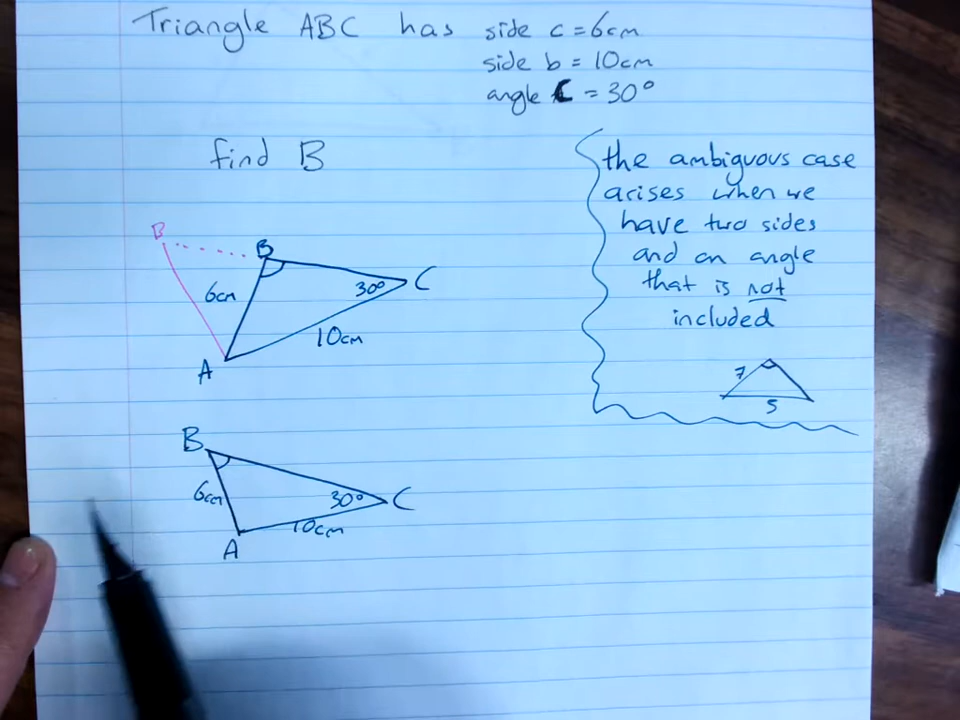 Triangle ABC has side c = 6cm
side b = 10cm
angle C = 30°
find B
the ambiguous case
arises when we
have two sides
and an angle
that is not
included
B
B
C
6cm
30°
10cm
A
7
5
B
6cm
30°
C
10cm
A